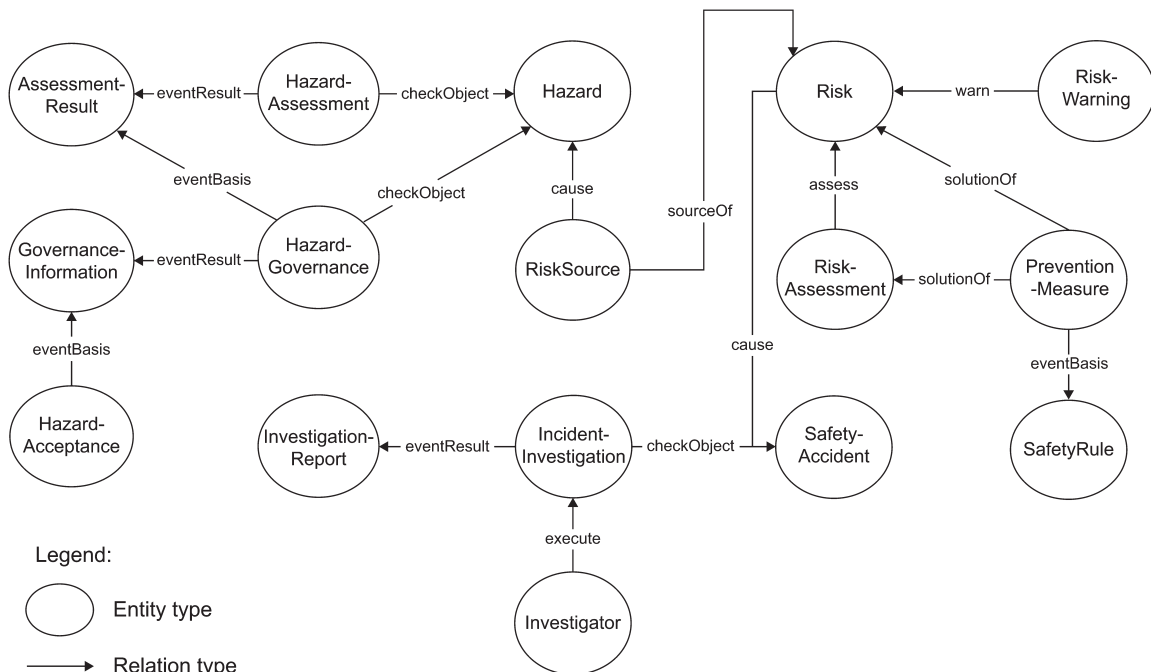 Assessment-
Result
eventResult
Hazard-
Assessment
checkObject
Hazard
Risk
warn
Risk-
Warning
eventBasis
checkObject
cause
sourceOf
assess
solutionOf
Governance-
Information
eventResult
Hazard-
Governance
RiskSource
Risk-
Assessment
solutionOf
Prevention
-Measure
eventBasis
cause
eventBasis
Hazard-
Acceptance
Investigation-
Report
eventResult
Incident-
Investigation
checkObject
Safety-
Accident
SafetyRule
execute
Investigator
Legend:
Entity type
Relation type